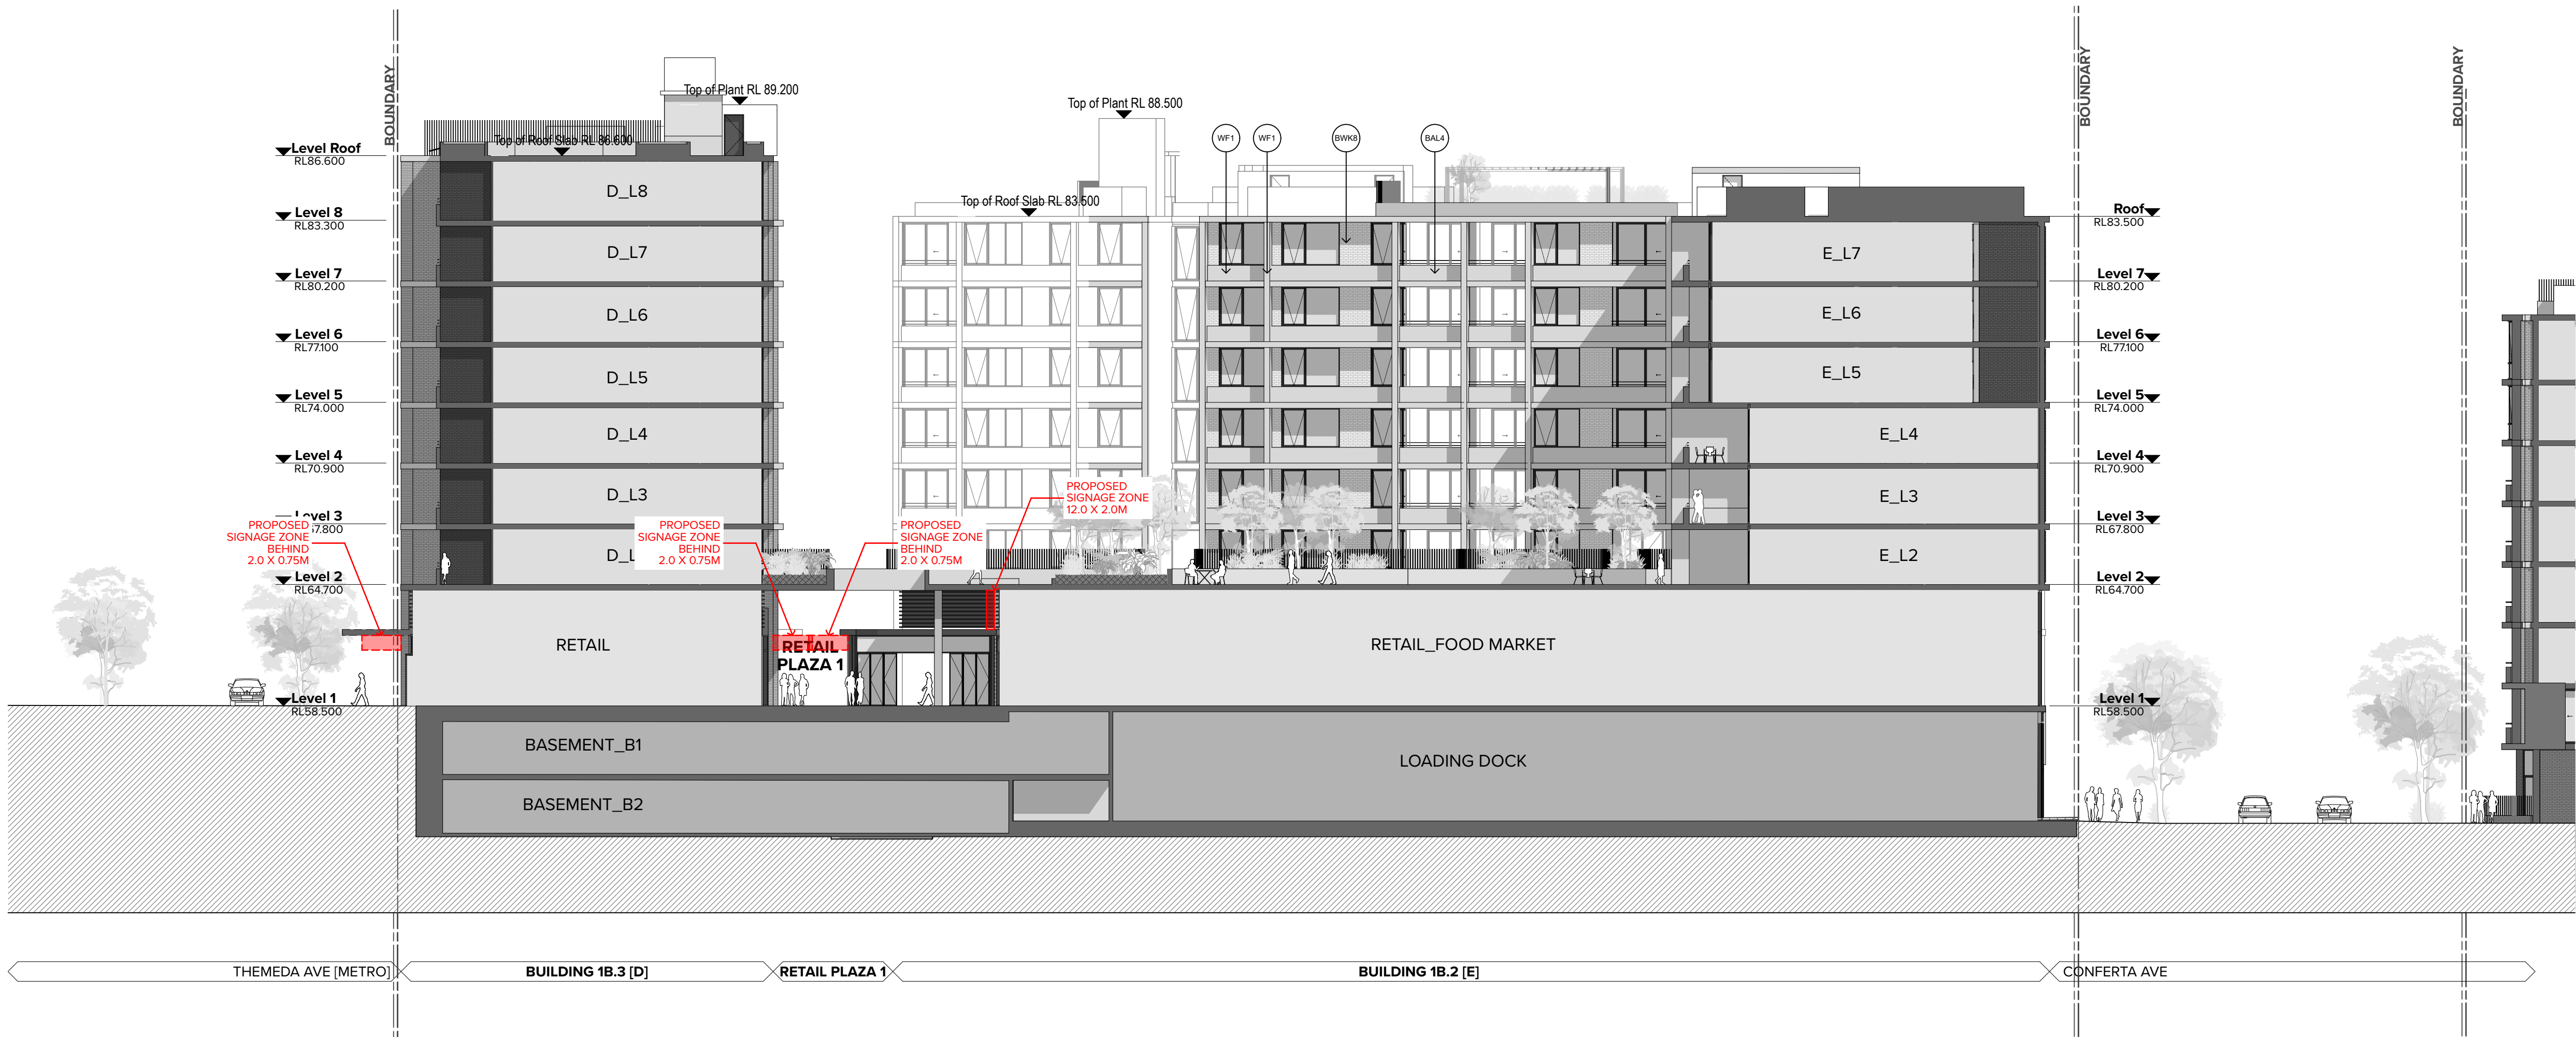 BOUNDARY
BOUNDARY
BOUNDARY
Top of Plant RL 89.200
Top of Plant RL 88.500
WF1
WF1
BWK8
BAL4
Top of Roof Slab RL 86.600
Top of Roof Slab RL 83.500
Level Roof
RL86.600
Level 8
RL83.300
Level 7
RL80.200
Level 6
RL77.100
Level 5
RL74.000
Level 4
RL70.900
Level 3
Level 2
RL64.700
Level 1
RL58.500
D_L8
D_L7
D_L6
D_L5
D_L4
D_L3
PROPOSED
SIGNAGE ZONE
BEHIND
2.0 X 0.75M
PROPOSED
SIGNAGE ZONE
BEHIND
2.0 X 0.75M
PROPOSED
SIGNAGE ZONE
BEHIND
2.0 X 0.75M
PROPOSED
SIGNAGE ZONE
12.0 X 2.0M
Roof
RL83.500
Level 7
RL80.200
Level 6
RL77.100
Level 5
RL74.000
Level 4
RL70.900
Level 3
RL67.800
Level 2
RL64.700
Level 1
RL58.500
E_L7
E_L6
E_L5
E_L4
E_L3
E_L2
RETAIL
RETAIL
PLAZA 1
RETAIL_FOOD MARKET
BASEMENT_B1
BASEMENT_B2
LOADING DOCK
THEMEDA AVE [METRO]
BUILDING 1B.3 [D]
RETAIL PLAZA 1
BUILDING 1B.2 [E]
CONFERTA AVE